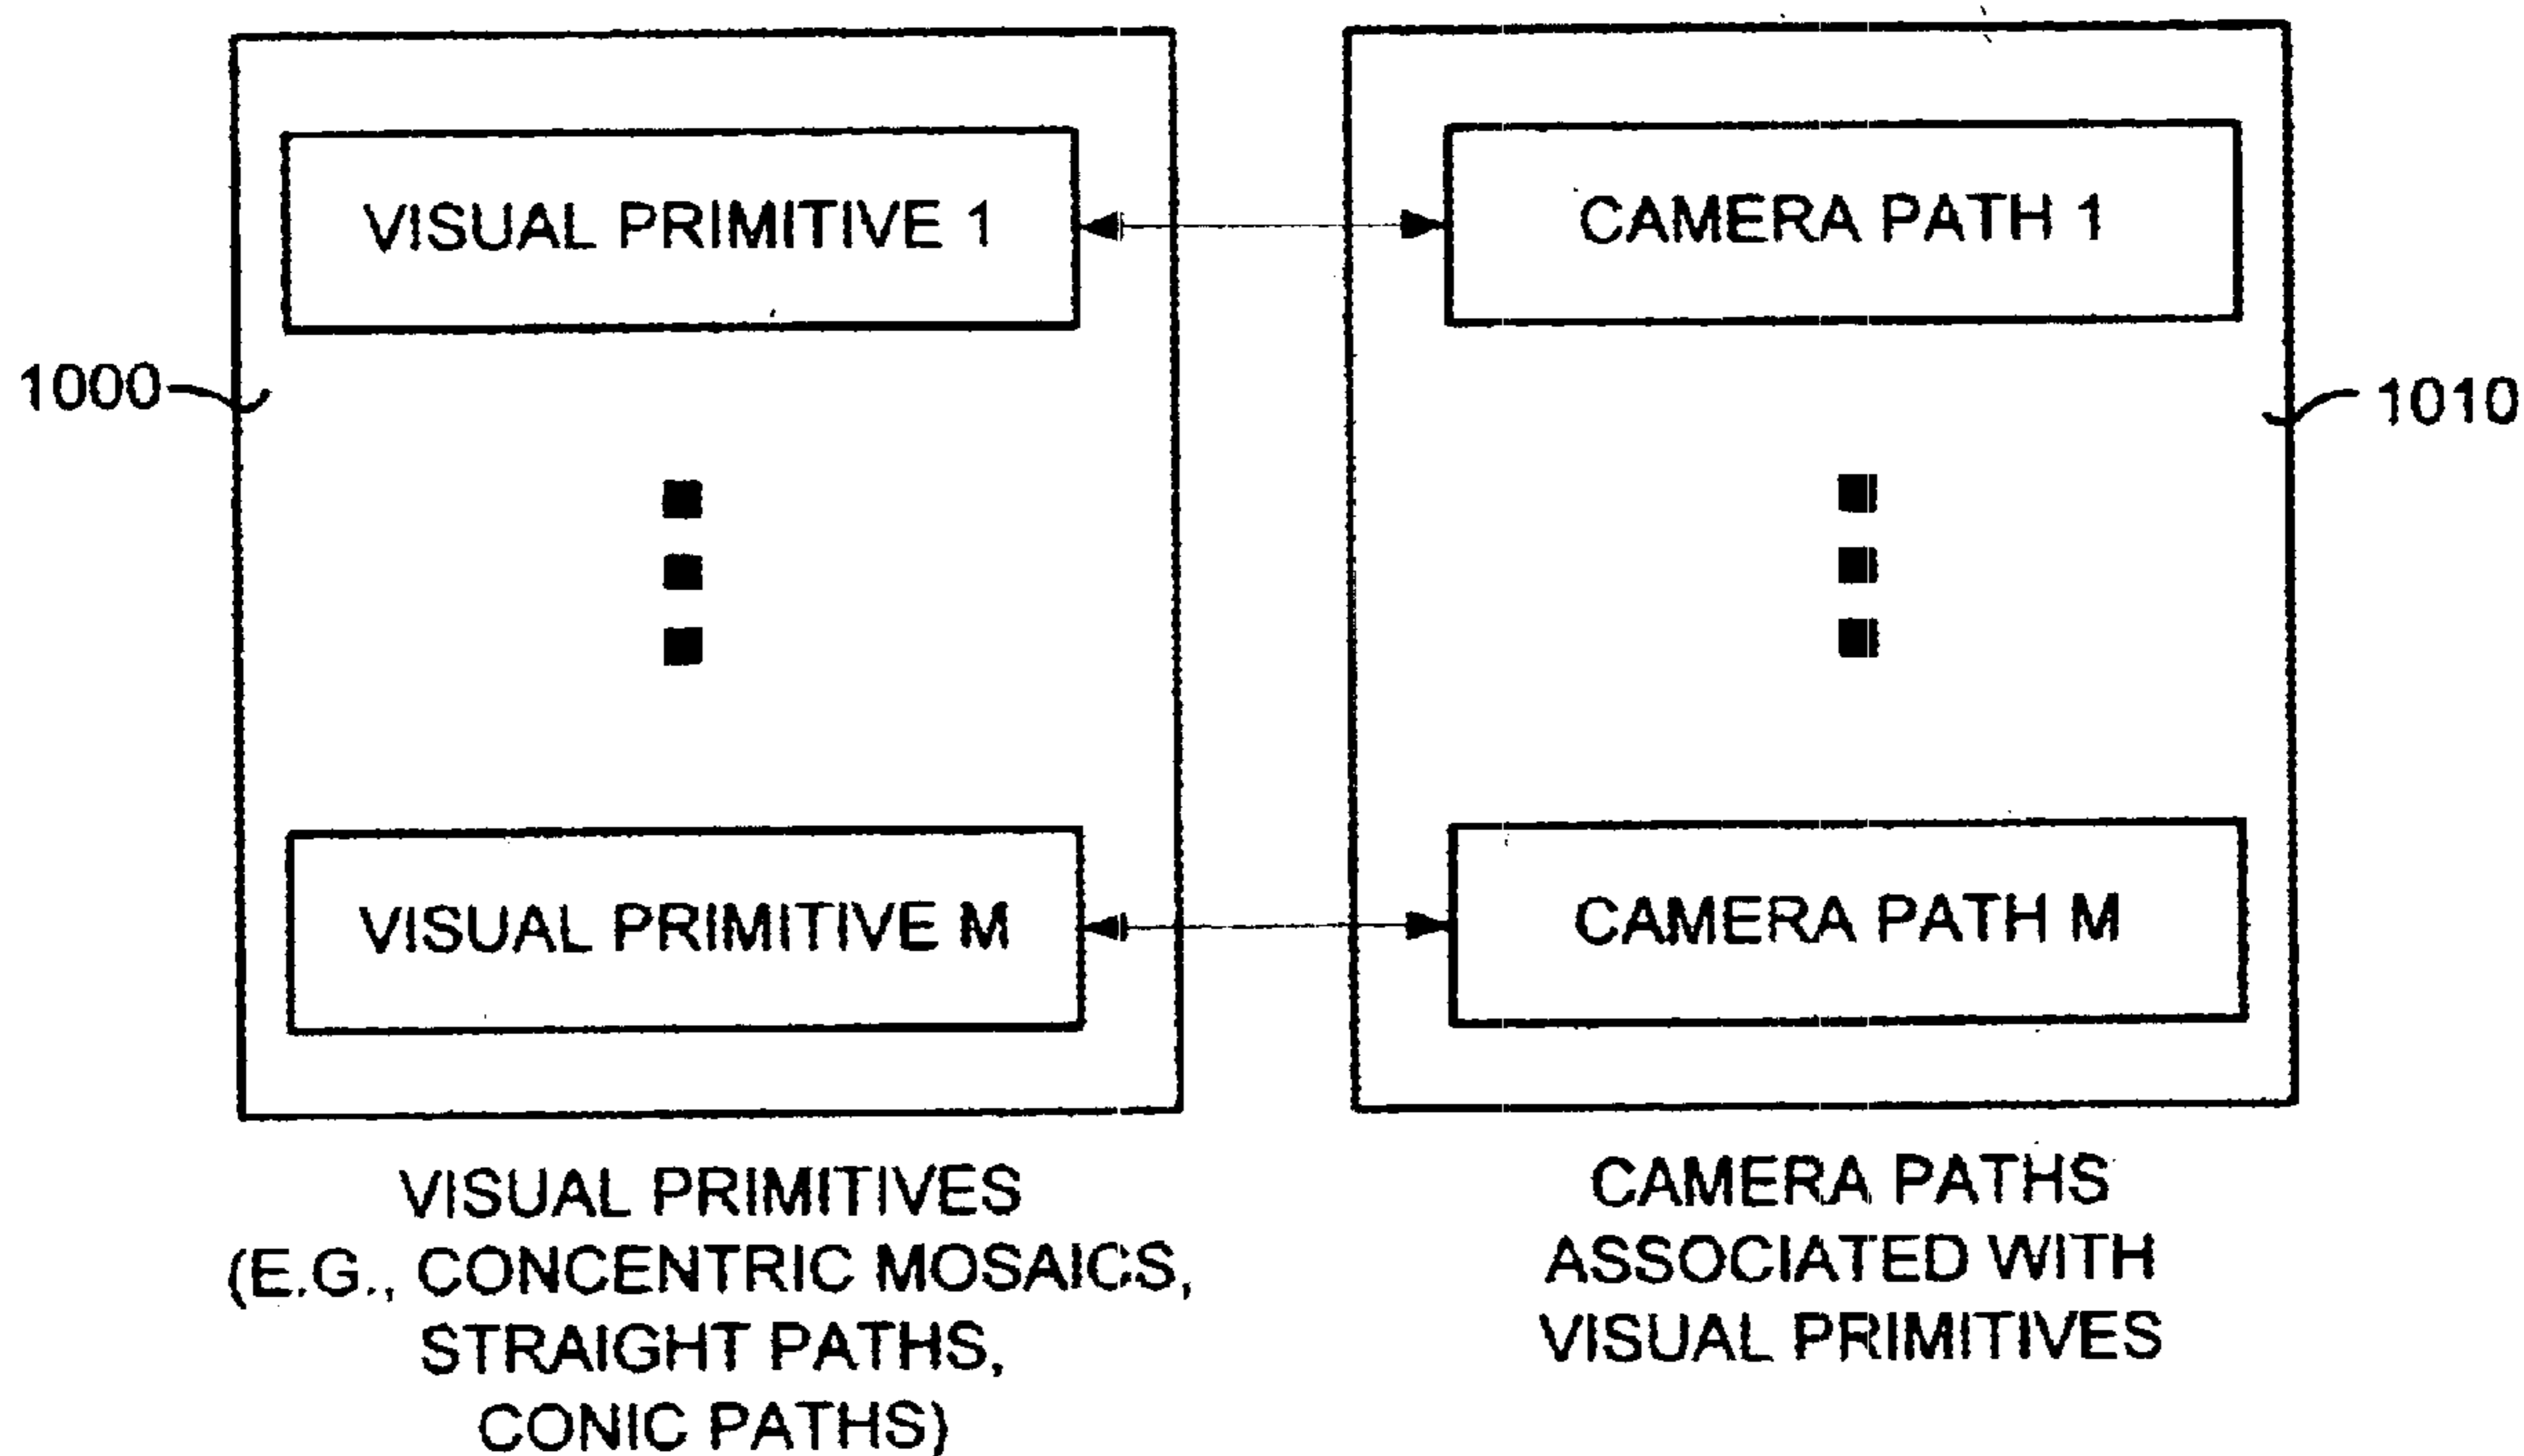 VISUAL PRIMITIVE 1
CAMERA PATH 1
1000
1010
VISUAL PRIMITIVE M
CAMERA PATH M
VISUAL PRIMITIVES
(E.G., CONCENTRIC MOSAICS,
STRAIGHT PATHS,
CONIC PATHS)
CAMERA PATHS
ASSOCIATED WITH
VISUAL PRIMITIVES